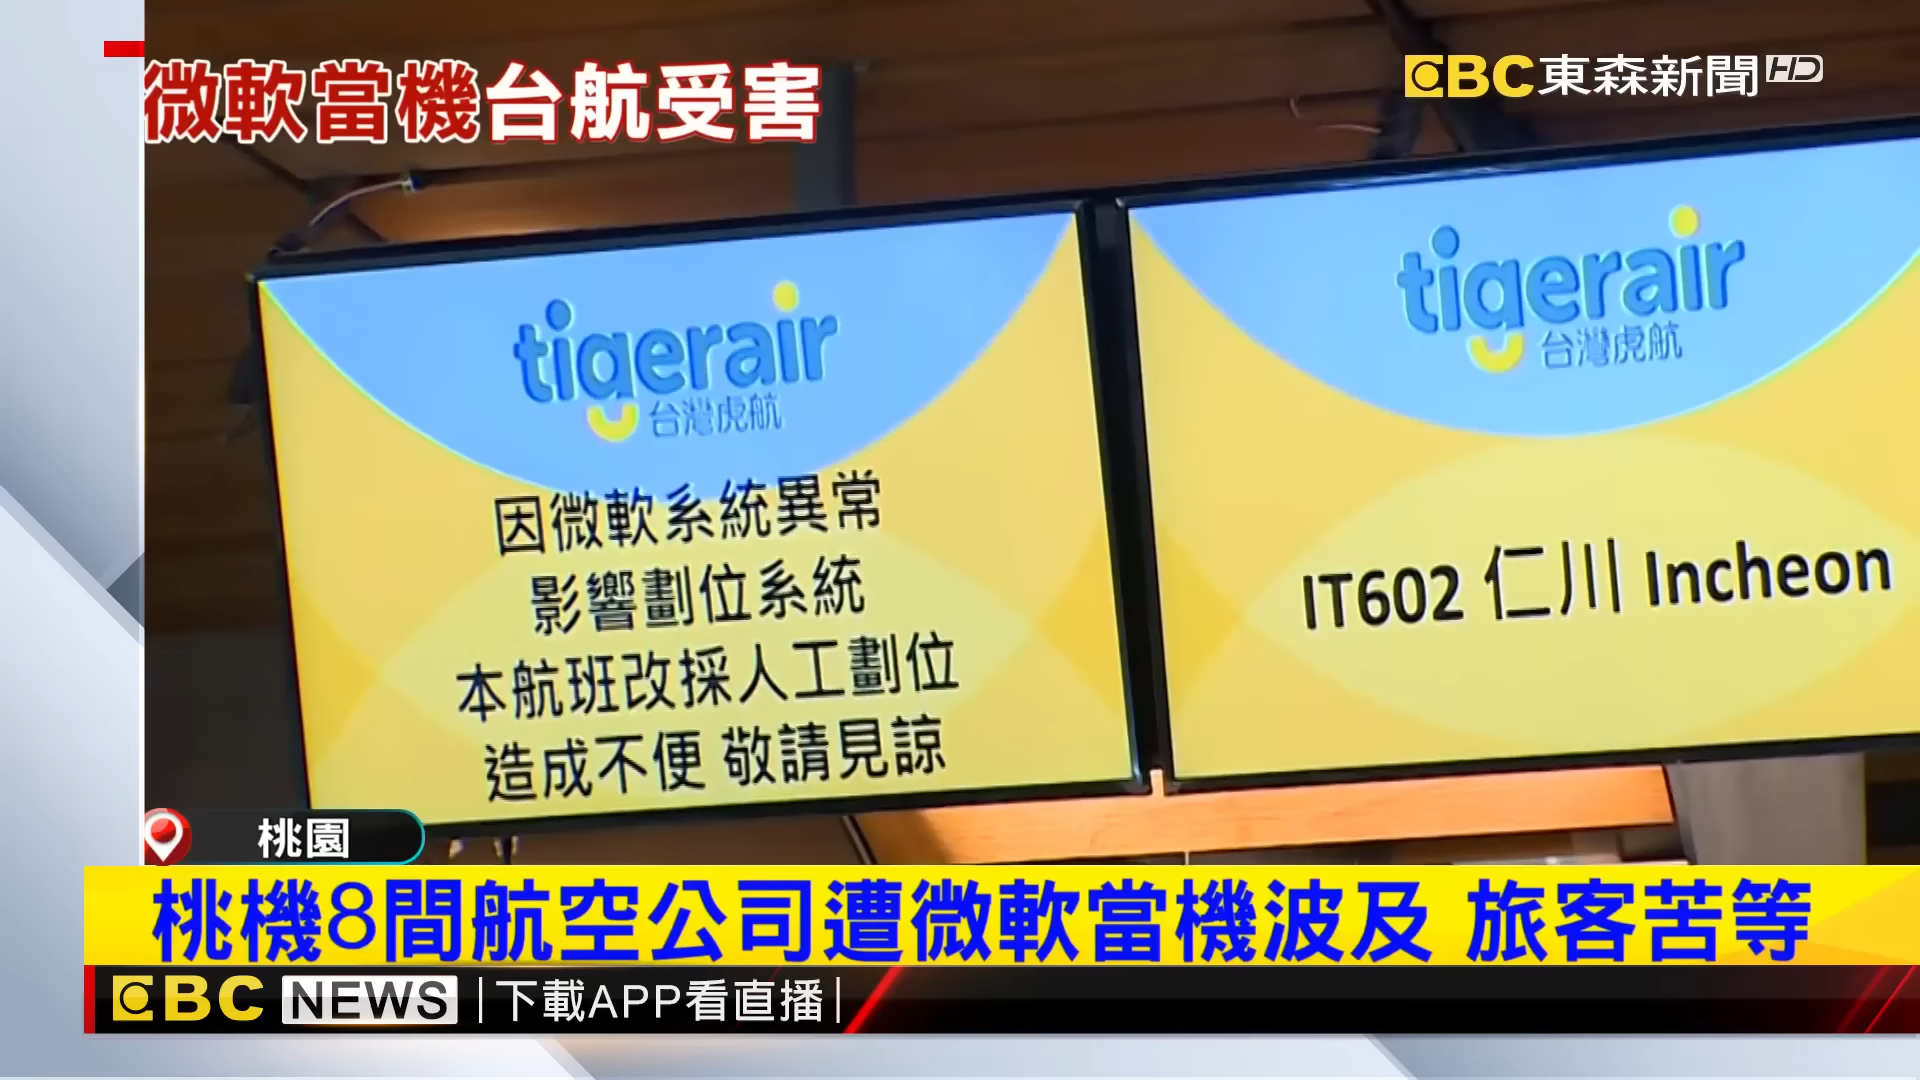 微軟當機台航受害
EBC東森新聞HD
tigerair
台灣虎航
因微軟系統異常
影響劃位系統
本航班改採人工劃位
造成不便 敬請見諒
tigerair
台灣虎航
IT602 仁川 Incheon
桃園
桃機8間航空公司遭微軟當機波及 旅客苦等
EBC NEWS |下載APP看直播|